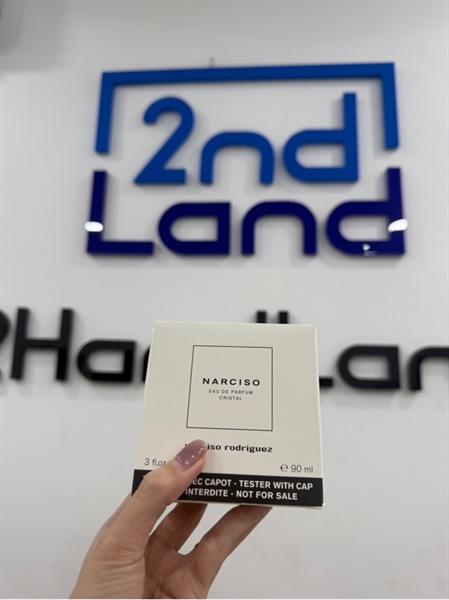 2nd
Land
NARCISO
EAU DE PARFUM
CRISTAL
rodriguez
3 fl.oz
e 90 ml
CAPOT - TESTER WITH CAP
INTERDITE - NOT FOR SALE